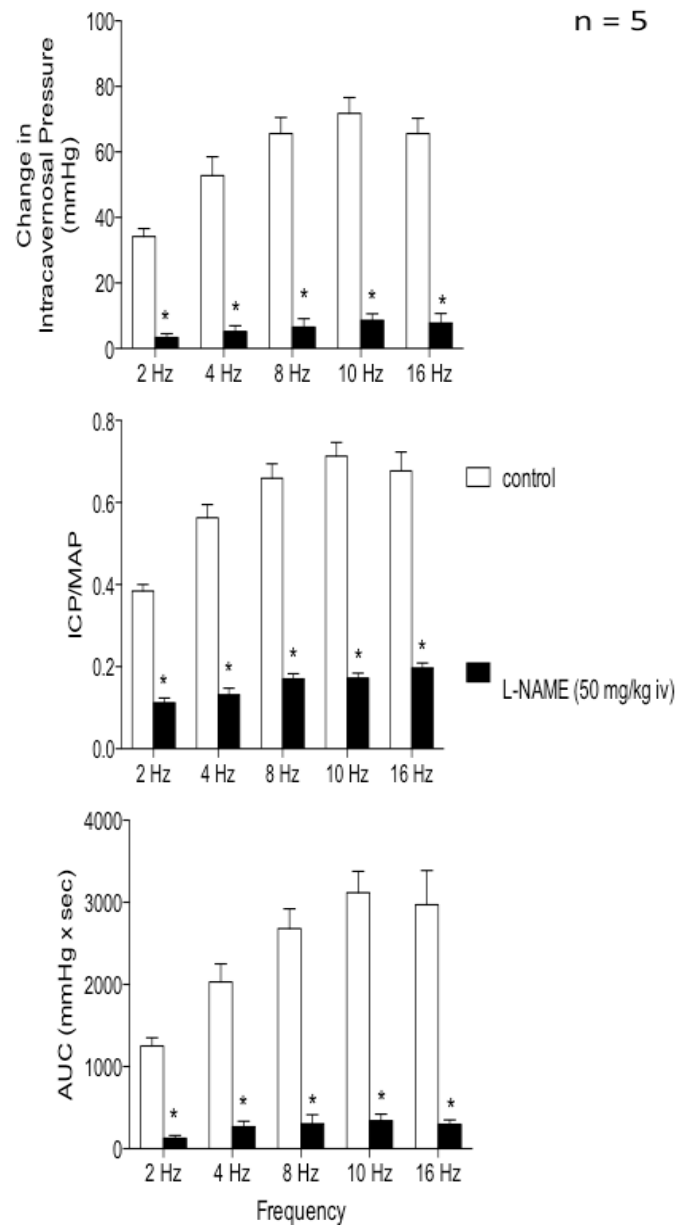 n = 5
Change in
Intracavernosal Pressure
(mmHg)
100
80
60
40
20
0
* * * * *
2 Hz 4 Hz 8 Hz 10 Hz 16 Hz
ICP/MAP
0.8
0.6
0.4
0.2
0.0
* * * * *
2 Hz 4 Hz 8 Hz 10 Hz 16 Hz
control
L-NAME (50 mg/kg iv)
AUC (mmHg x sec)
4000
3000
2000
1000
0
* * * * *
2 Hz 4 Hz 8 Hz 10 Hz 16 Hz
Frequency